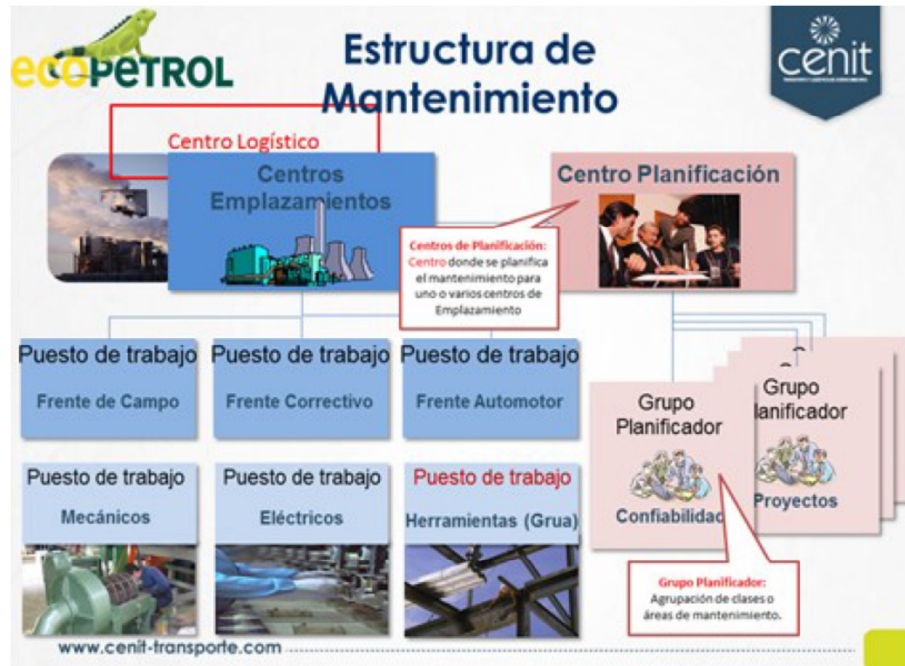 ecopetrol
Estructura de
Mantenimiento
cenit
Centro Logístico
Centros
Emplazamientos
Centro Planificación
Centros de Planificación:
Centro donde se planifica
el mantenimiento para
uno o varios centros de
Emplazamiento
Puesto de trabajo
Frente de Campo
Puesto de trabajo
Frente Correctivo
Puesto de trabajo
Frente Automotor
Grupo
Planificador
Confiabilidad
Grupo
lanificador
Proyectos
Puesto de trabajo
Mecánicos
Puesto de trabajo
Eléctricos
Puesto de trabajo
Herramientas (Grua)
Grupo Planificador:
Agrupación de clases o
áreas de mantenimiento.
www.cenit-transporte.com